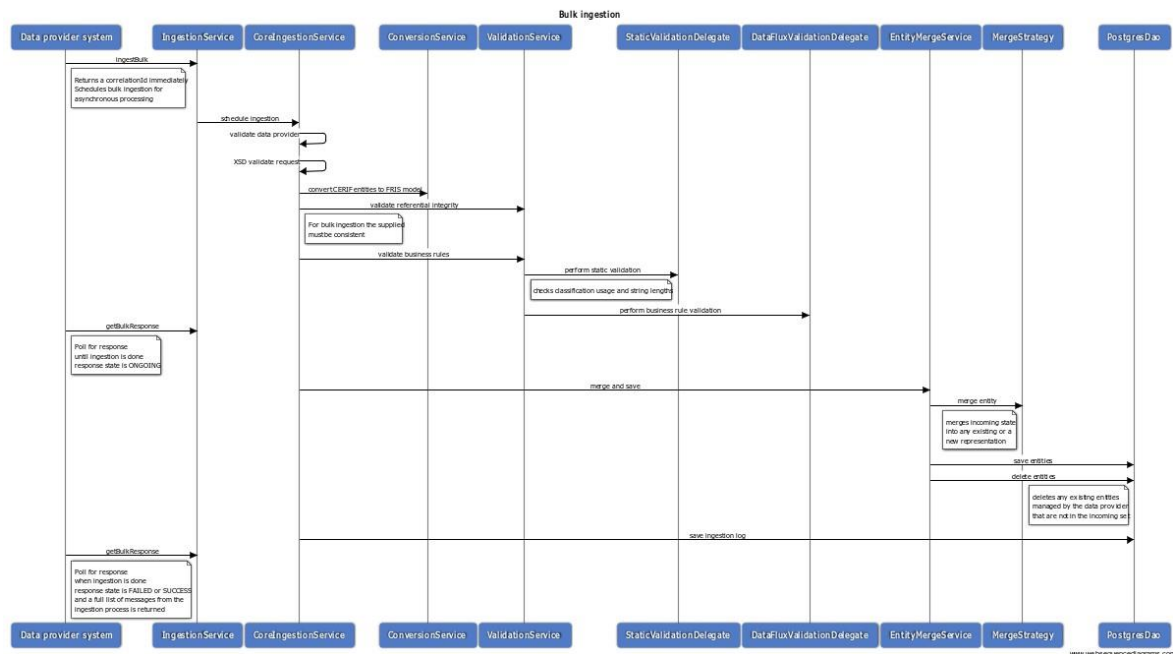 Bulk ingestion
Data provider system
IngestionService
CoreIngestionService
ConversionService
ValidationService
StaticValidationDelegate
DataFluxValidationDelegate
EntityMergeService
MergeStrategy
PostgresDao
ingestBulk
Returns a correlationId immediately
Schedules bulk ingestion for
asynchronous processing
schedule ingestion
validate data provider
XSD validate request
convert CERIF entities to FRIS model
validate referential integrity
For bulk ingestion the supplied
must be consistent
validate business rules
perform static validation
checks classification usage and string lengths
perform business rule validation
getBulkResponse
Poll for response
until ingestion is done
response state is ONGOING
merge and save
merge entity
merges incoming state
into any existing or a
new representation
save entities
delete entities
deletes any existing entities
managed by the data provider
that are not in the incoming set
save ingestion log
getBulkResponse
Poll for response
when ingestion is done
response state is FAILED or SUCCESS
and a full list of messages from the
ingestion process is returned
Data provider system
IngestionService
CoreIngestionService
ConversionService
ValidationService
StaticValidationDelegate
DataFluxValidationDelegate
EntityMergeService
MergeStrategy
PostgresDao